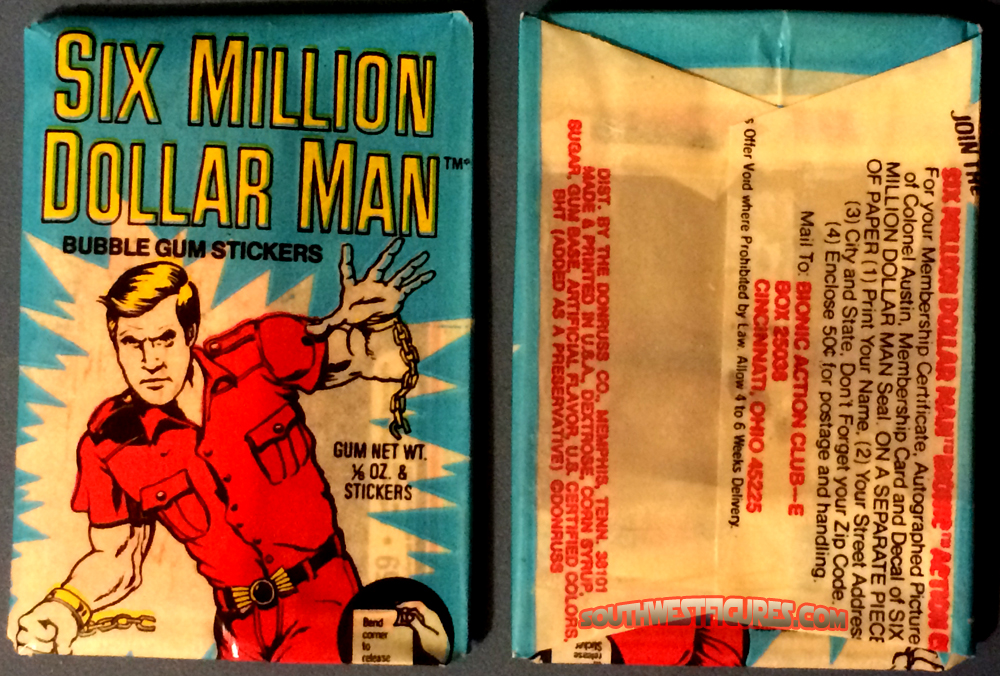 SIX MILLION
DOLLAR MAN™
BUBBLE GUM STICKERS
GUM NET WT.
⅙ OZ. &
STICKERS
Bend
corner
to
release
JOIN THE
SIX MILLION DOLLAR MAN™ BIONIC™ ACTION
For your Membership Certificate, Autographed Picture
of Colonel Austin, Membership Card and Decal of SIX
MILLION DOLLAR MAN Seal. ON A SEPARATE PIECE
OF PAPER (1) Print Your Name, (2) Your Street Address
(3) City and State, Don't Forget your Zip Code,
(4) Enclose 50¢ for postage and handling.
Mail To: BIONIC ACTION CLUB—E
BOX 25036
CINCINNATI, OHIO 45225
Offer Void where Prohibited by Law. Allow 4 to 6 Weeks Delivery.
DIST. BY THE DONRUSS CO., MEMPHIS, TENN. 38101
MADE & PRINTED IN U.S.A. DEXTROSE, CORN SYRUP,
SUGAR, GUM BASE, ARTIFICIAL FLAVOR, U.S. CERTIFIED COLORS,
BHT (ADDED AS A PRESERVATIVE) ©DONRUSS
release
Sticker
SOUTHWESTFIGURES.COM